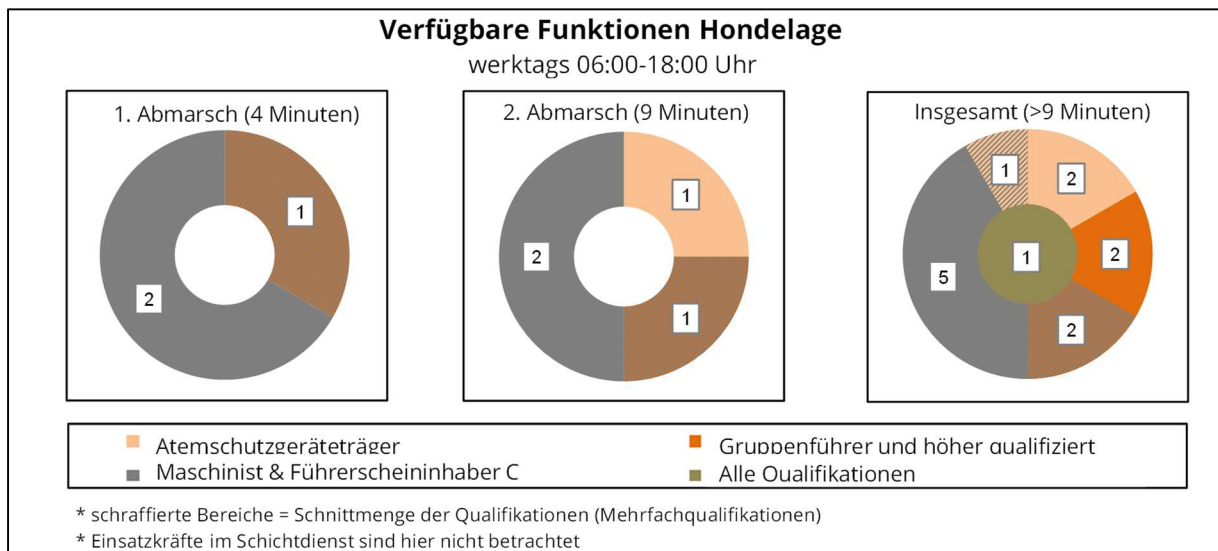 Verfügbare Funktionen Hondelage
werktags 06:00-18:00 Uhr
1. Abmarsch (4 Minuten)
1
2
2. Abmarsch (9 Minuten)
1
2
1
Insgesamt (>9 Minuten)
1
2
2
1
5
2
Atemschutzgeräteträger
Gruppenführer und höher qualifiziert
Maschinist & Führerscheininhaber C
Alle Qualifikationen
* schraffierte Bereiche = Schnittmenge der Qualifikationen (Mehrfachqualifikationen)
* Einsatzkräfte im Schichtdienst sind hier nicht betrachtet